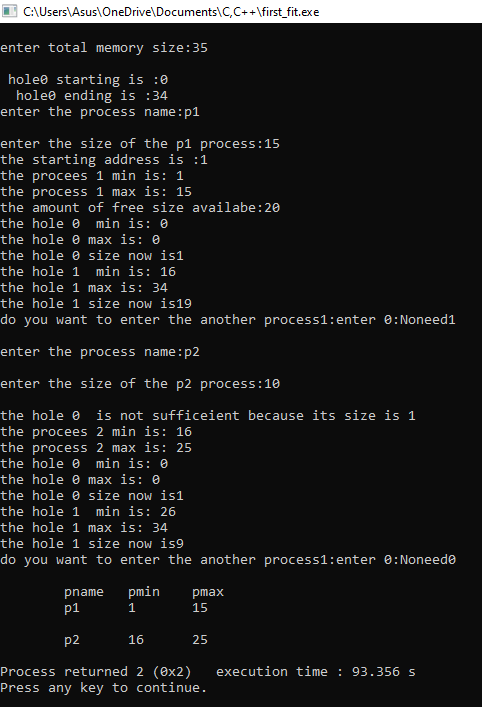 C:\Users\Asus\OneDrive\Documents\C,C++\first_fit.exe
enter total memory size:35
hole0 starting is :0
hole0 ending is :34
enter the process name:p1
enter the size of the p1 process:15
the starting address is :1
the procees 1 min is: 1
the process 1 max is: 15
the amount of free size availabe:20
the hole 0  min is: 0
the hole 0 max is: 0
the hole 0 size now is1
the hole 1  min is: 16
the hole 1 max is: 34
the hole 1 size now is19
do you want to enter the another process1:enter 0:Noneed1
enter the process name:p2
enter the size of the p2 process:10
the hole 0  is not sufficeient because its size is 1
the procees 2 min is: 16
the process 2 max is: 25
the hole 0  min is: 0
the hole 0 max is: 0
the hole 0 size now is1
the hole 1  min is: 26
the hole 1 max is: 34
the hole 1 size now is9
do you want to enter the another process1:enter 0:Noneed0
pname   pmin    pmax
p1      1       15
p2      16      25
Process returned 2 (0x2)   execution time : 93.356 s
Press any key to continue.